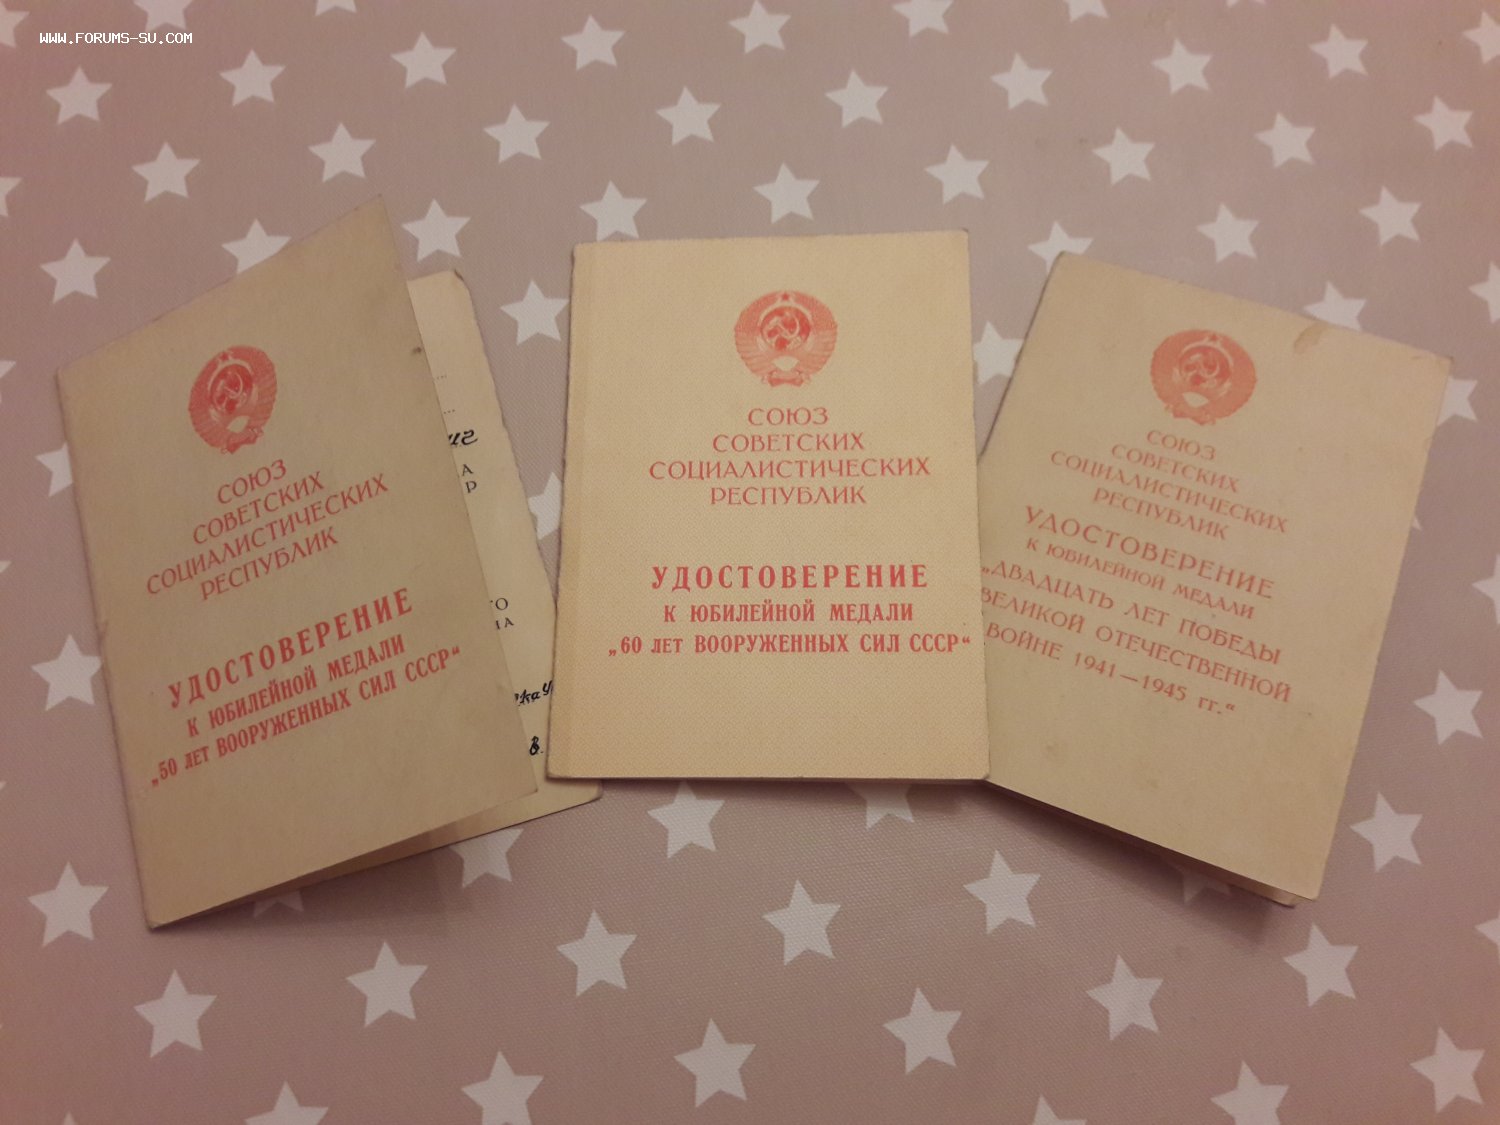 WWW.FORUMS-SU.COM
СОЮЗ
СОВЕТСКИХ
СОЦИАЛИСТИЧЕСКИХ
РЕСПУБЛИК
УДОСТОВЕРЕНИЕ
К ЮБИЛЕЙНОЙ МЕДАЛИ
„50 ЛЕТ ВООРУЖЕННЫХ СИЛ СССР“
СОЮЗ
СОВЕТСКИХ
СОЦИАЛИСТИЧЕСКИХ
РЕСПУБЛИК
УДОСТОВЕРЕНИЕ
К ЮБИЛЕЙНОЙ МЕДАЛИ
„60 ЛЕТ ВООРУЖЕННЫХ СИЛ СССР“
СОЮЗ
СОВЕТСКИХ
СОЦИАЛИСТИЧЕСКИХ
РЕСПУБЛИК
УДОСТОВЕРЕНИЕ
К ЮБИЛЕЙНОЙ МЕДАЛИ
„ДВАДЦАТЬ ЛЕТ ПОБЕДЫ
ВЕЛИКОЙ ОТЕЧЕСТВЕННОЙ
ВОЙНЕ 1941—1945 гг.“